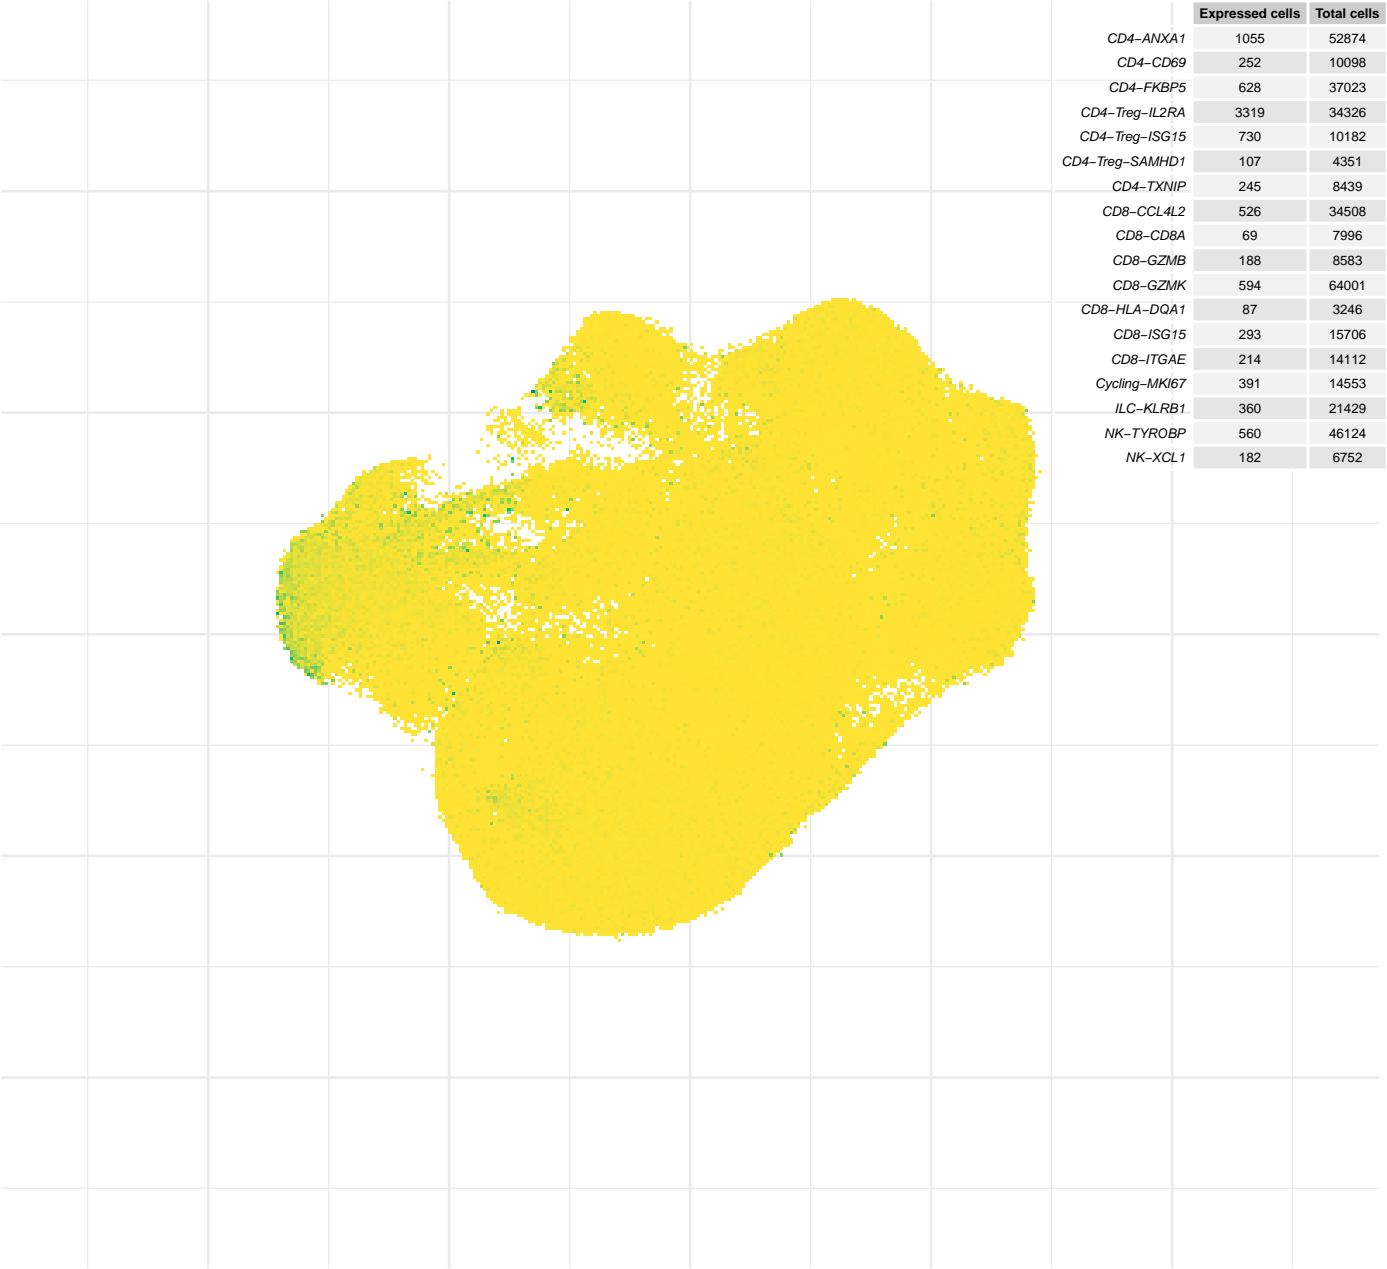 Expressed cells Total cells
CD4−ANXA1 1055 52874
CD4−CD69 252 10098
CD4−FKBP5 628 37023
CD4−Treg−IL2RA 3319 34326
CD4−Treg−ISG15 730 10182
CD4−Treg−SAMHD1 107 4351
CD4−TXNIP 245 8439
CD8−CCL4L2 526 34508
CD8−CD8A 69 7996
CD8−GZMB 188 8583
CD8−GZMK 594 64001
CD8−HLA−DQA1 87 3246
CD8−ISG15 293 15706
CD8−ITGAE 214 14112
Cycling−MKI67 391 14553
ILC−KLRB1 360 21429
NK−TYROBP 560 46124
NK−XCL1 182 6752